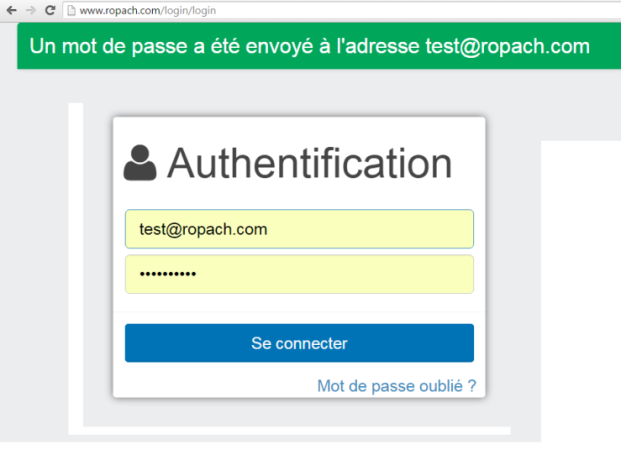 www.ropach.com/login/login
Un mot de passe a été envoyé à l'adresse test@ropach.com
Authentification
test@ropach.com
••••••••••
Se connecter
Mot de passe oublié ?